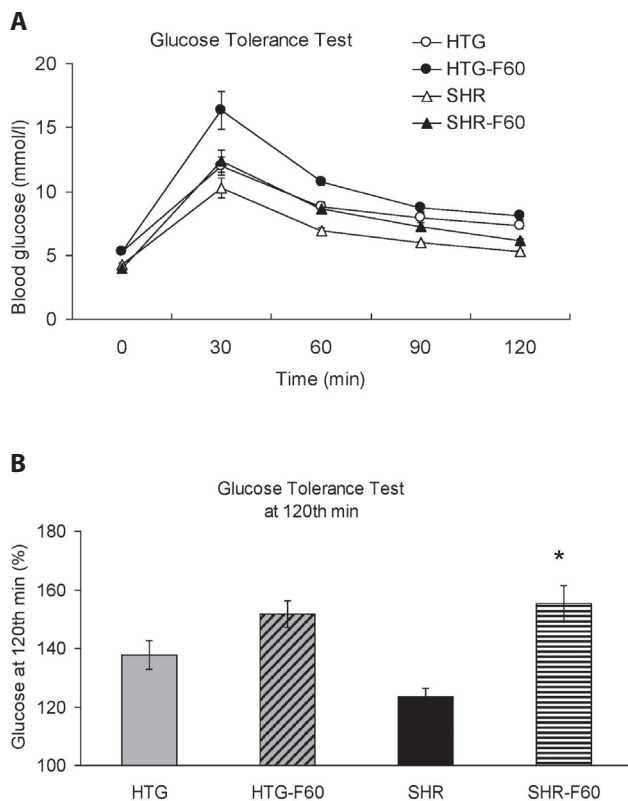 A
Glucose Tolerance Test
HTG
HTG-F60
SHR
SHR-F60
Blood glucose (mmol/l)
20
15
10
5
0
0 30 60 90 120
Time (min)
B
Glucose Tolerance Test
at 120th min
Glucose at 120th min (%)
180
160
140
120
100
*
HTG HTG-F60 SHR SHR-F60